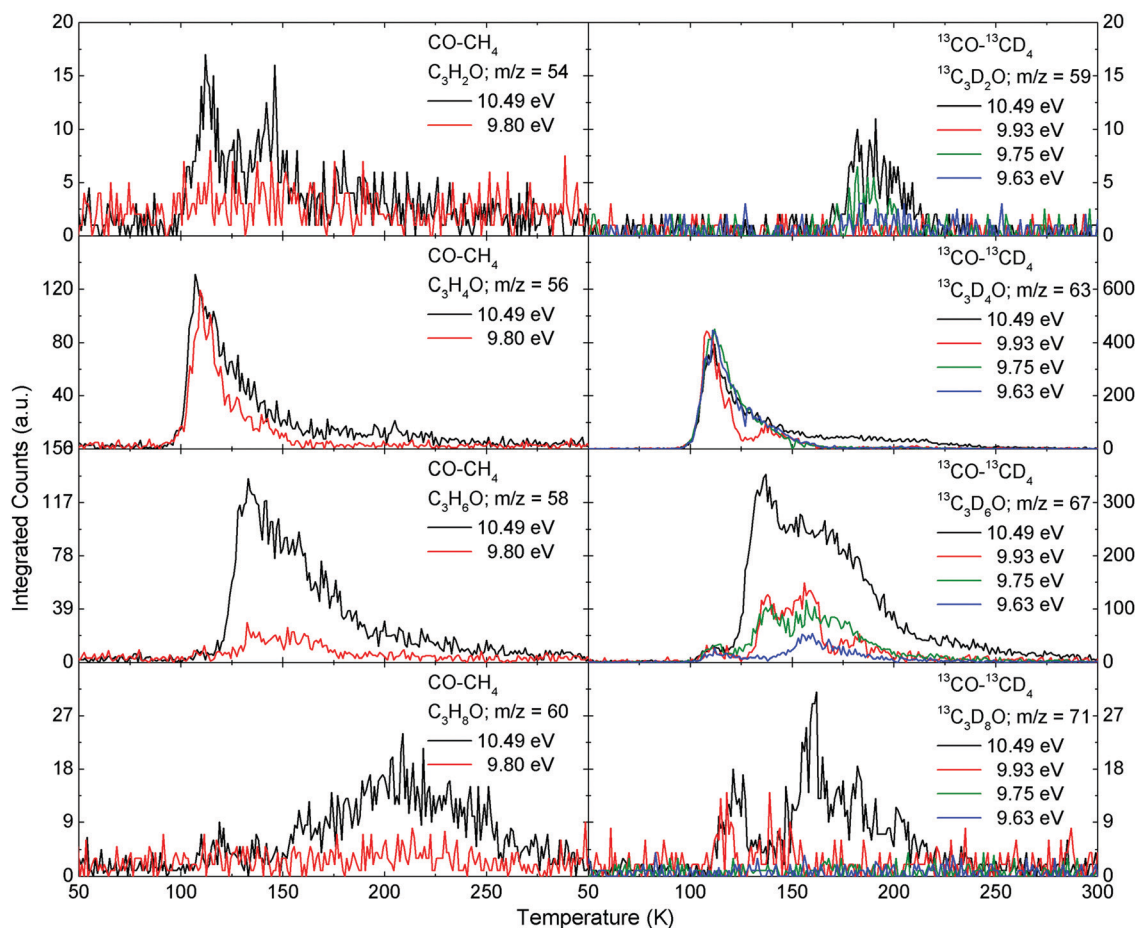 20
15
10
5
0
CO-CH₄
C₃H₂O; m/z = 54
10.49 eV
9.80 eV
¹³CO-¹³CD₄
¹³C₃D₂O; m/z = 59
10.49 eV
9.93 eV
9.75 eV
9.63 eV
20
15
10
5
0
120
80
40
156
CO-CH₄
C₃H₄O; m/z = 56
10.49 eV
9.80 eV
¹³CO-¹³CD₄
¹³C₃D₄O; m/z = 63
10.49 eV
9.93 eV
9.75 eV
9.63 eV
600
450
300
150
0
117
78
39
0
CO-CH₄
C₃H₆O; m/z = 58
10.49 eV
9.80 eV
¹³CO-¹³CD₄
¹³C₃D₆O; m/z = 67
10.49 eV
9.93 eV
9.75 eV
9.63 eV
300
200
100
0
27
18
9
0
CO-CH₄
C₃H₈O; m/z = 60
10.49 eV
9.80 eV
¹³CO-¹³CD₄
¹³C₃D₈O; m/z = 71
10.49 eV
9.93 eV
9.75 eV
9.63 eV
27
18
9
0
50 100 150 200 250 50 100 150 200 250 300
Integrated Counts (a.u.)
Temperature (K)